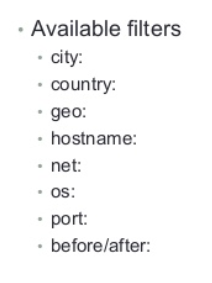 • Available filters
• city:
• country:
• geo:
• hostname:
• net:
• os:
• port:
• before/after: